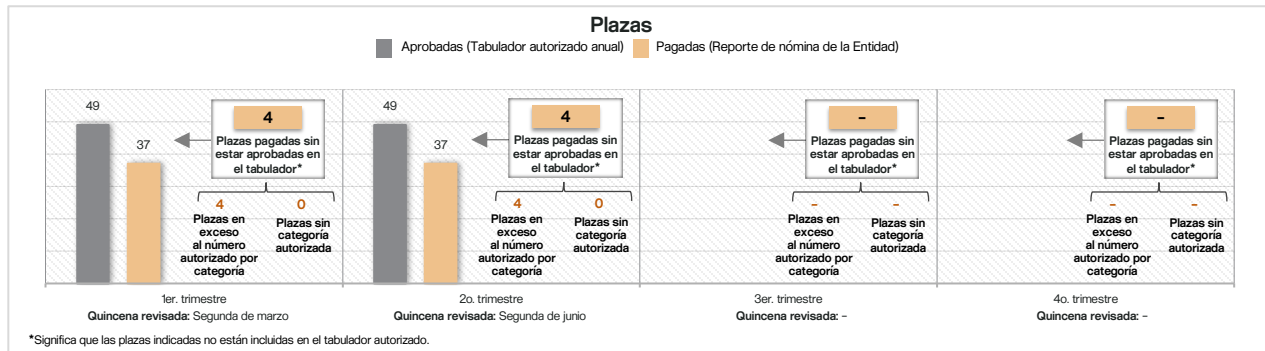 Plazas
Aprobadas (Tabulador autorizado anual) Pagadas (Reporte de nómina de la Entidad)
49
37
4
Plazas pagadas sin
estar aprobadas en
el tabulador*
4 0
Plazas en
exceso
al número
autorizado por
categoría
Plazas sin
categoría
autorizada
1er. trimestre
Quincena revisada: Segunda de marzo
49
37
4
Plazas pagadas sin
estar aprobadas en
el tabulador*
4 0
Plazas en
exceso
al número
autorizado por
categoría
Plazas sin
categoría
autorizada
2o. trimestre
Quincena revisada: Segunda de junio
–
Plazas pagadas sin
estar aprobadas en
el tabulador*
– –
Plazas en
exceso
al número
autorizado por
categoría
Plazas sin
categoría
autorizada
3er. trimestre
Quincena revisada: –
–
Plazas pagadas sin
estar aprobadas en
el tabulador*
– –
Plazas en
exceso
al número
autorizado por
categoría
Plazas sin
categoría
autorizada
4o. trimestre
Quincena revisada: –
*Significa que las plazas indicadas no están incluidas en el tabulador autorizado.